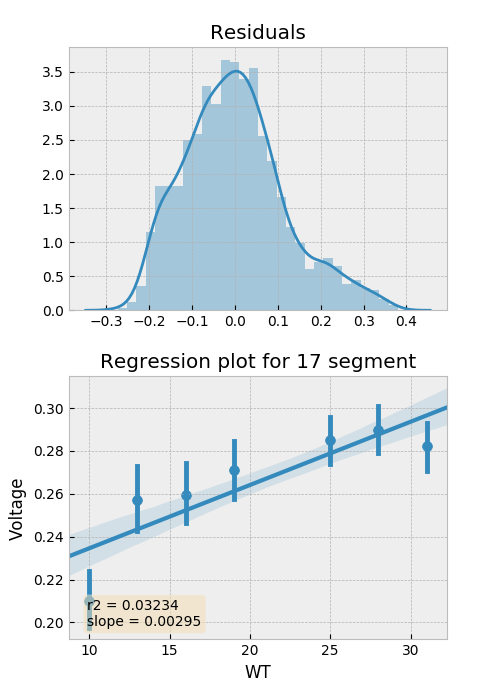 Residuals
3.5
3.0
2.5
2.0
1.5
1.0
0.5
0.0
−0.3 −0.2 −0.1 0.0 0.1 0.2 0.3 0.4
Regression plot for 17 segment
0.30
0.28
0.26
0.24
0.22
0.20
Voltage
r2 = 0.03234
slope = 0.00295
10 15 20 25 30
WT